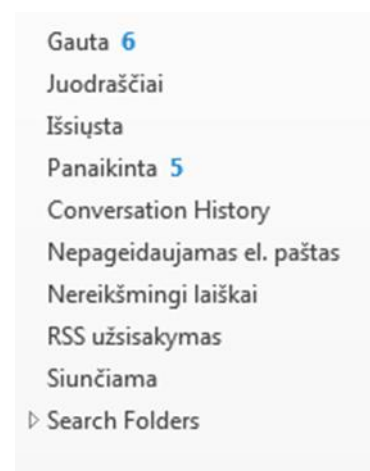 Gauta 6
Juodraščiai
Išsiųsta
Panaikinta 5
Conversation History
Nepageidaujamas el. paštas
Nereikšmingi laiškai
RSS užsisakymas
Siunčiama
Search Folders